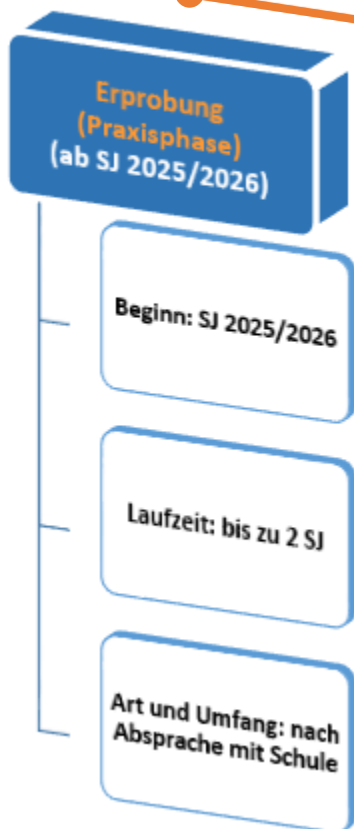 Erprobung
(Praxisphase)
(ab SJ 2025/2026)
Beginn: SJ 2025/2026
Laufzeit: bis zu 2 SJ
Art und Umfang: nach
Absprache mit Schule